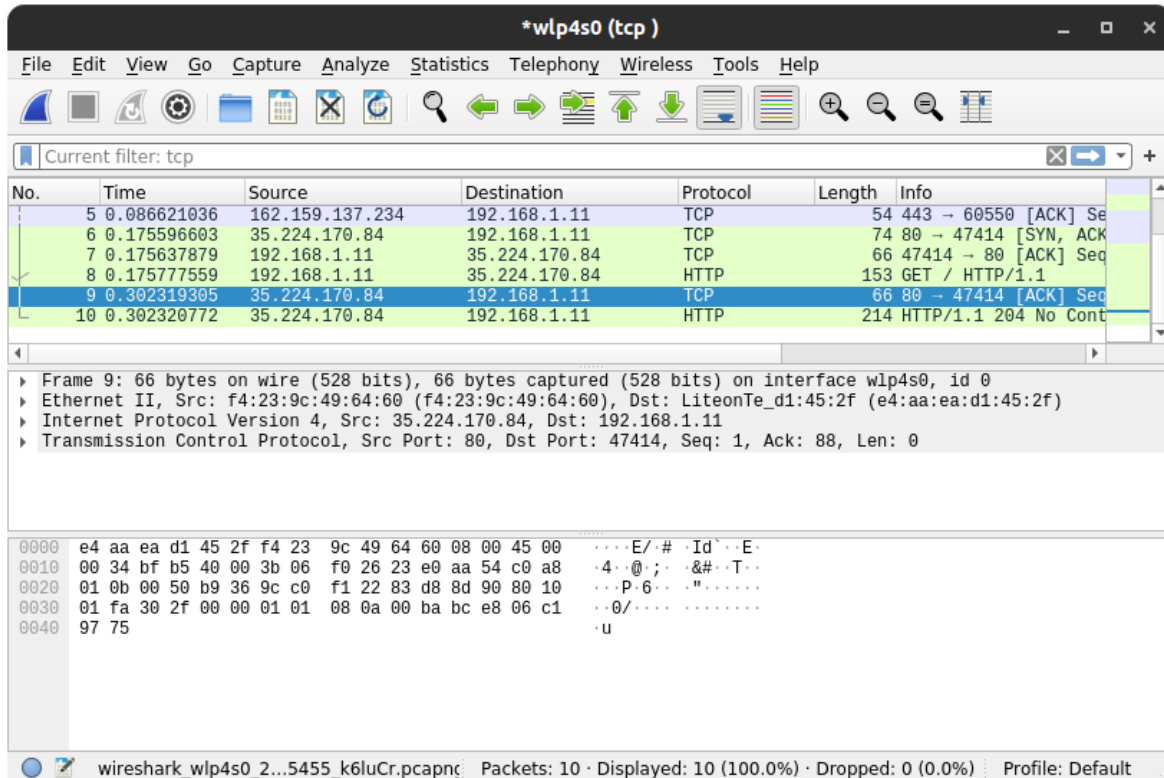 *wlp4s0 (tcp )
File Edit View Go Capture Analyze Statistics Telephony Wireless Tools Help
Current filter: tcp
No. Time Source Destination Protocol Length Info
5 0.086621036 162.159.137.234 192.168.1.11 TCP 54 443 → 60550 [ACK] Se
6 0.175596603 35.224.170.84 192.168.1.11 TCP 74 80 → 47414 [SYN, ACK
7 0.175637879 192.168.1.11 35.224.170.84 TCP 66 47414 → 80 [ACK] Seq
8 0.175777559 192.168.1.11 35.224.170.84 HTTP 153 GET / HTTP/1.1
9 0.302319305 35.224.170.84 192.168.1.11 TCP 66 80 → 47414 [ACK] Seq
10 0.302320772 35.224.170.84 192.168.1.11 HTTP 214 HTTP/1.1 204 No Cont
Frame 9: 66 bytes on wire (528 bits), 66 bytes captured (528 bits) on interface wlp4s0, id 0
Ethernet II, Src: f4:23:9c:49:64:60 (f4:23:9c:49:64:60), Dst: LiteonTe_d1:45:2f (e4:aa:ea:d1:45:2f)
Internet Protocol Version 4, Src: 35.224.170.84, Dst: 192.168.1.11
Transmission Control Protocol, Src Port: 80, Dst Port: 47414, Seq: 1, Ack: 88, Len: 0
0000 e4 aa ea d1 45 2f f4 23 9c 49 64 60 08 00 45 00 ····E/·# ·Id`··E·
0010 00 34 bf b5 40 00 3b 06 f0 26 23 e0 aa 54 c0 a8 ·4··@·;· ·&#··T··
0020 01 0b 00 50 b9 36 9c c0 f1 22 83 d8 8d 90 80 10 ···P·6·· ·"······
0030 01 fa 30 2f 00 00 01 01 08 0a 00 ba bc e8 06 c1 ··0/···· ········
0040 97 75 ·u
wireshark_wlp4s0_2...5455_k6luCr.pcapng Packets: 10 · Displayed: 10 (100.0%) · Dropped: 0 (0.0%) Profile: Default